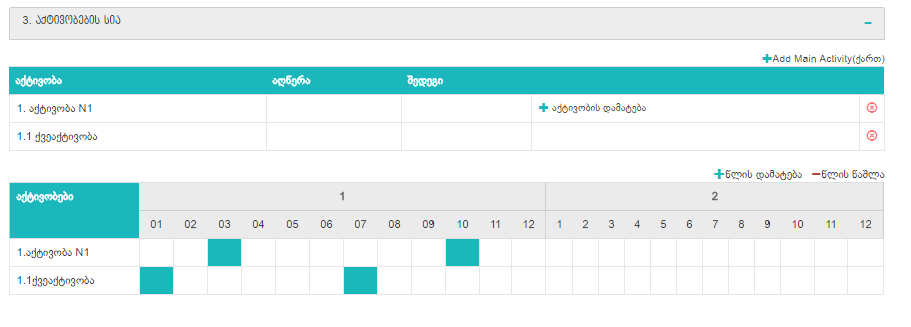 3. აქტივობების სია
Add Main Activity(ქართ)
აქტივობა აღწერა შედეგი
1. აქტივობა N1 აქტივობის დამატება
1.1 ქვეაქტივობა
წლის დამატება წლის წაშლა
აქტივობები 1 2
01 02 03 04 05 06 07 08 09 10 11 12 1 2 3 4 5 6 7 8 9 10 11 12
1.აქტივობა N1
1.1ქვეაქტივობა